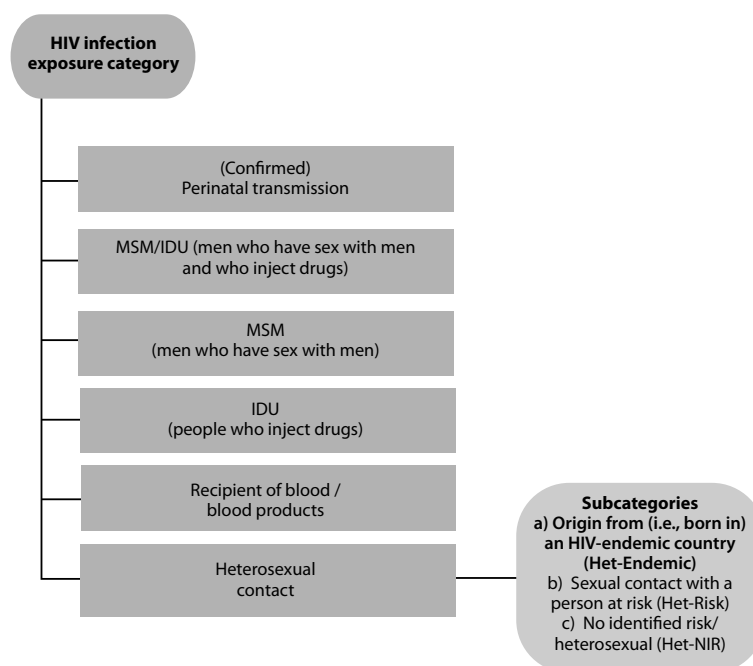 HIV infection
exposure category
(Confirmed)
Perinatal transmission
MSM/IDU (men who have sex with men
and who inject drugs)
MSM
(men who have sex with men)
IDU
(people who inject drugs)
Recipient of blood /
blood products
Heterosexual
contact
Subcategories
a) Origin from (i.e., born in)
an HIV-endemic country
(Het-Endemic)
b) Sexual contact with a
person at risk (Het-Risk)
c) No identified risk/
heterosexual (Het-NIR)